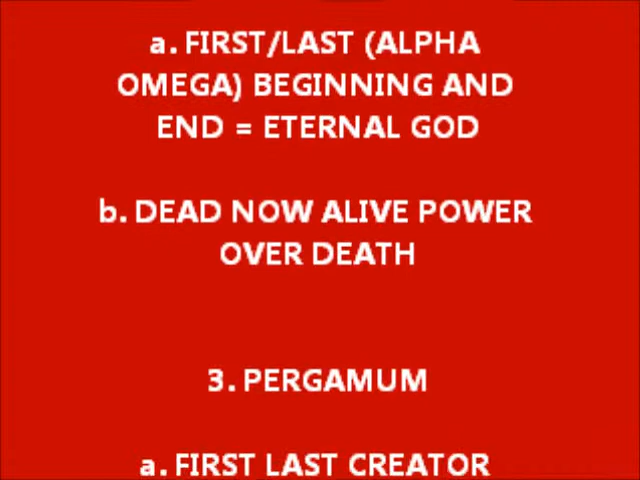 a. FIRST/LAST (ALPHA
OMEGA) BEGINNING AND
END = ETERNAL GOD
b. DEAD NOW ALIVE POWER
OVER DEATH
3. PERGAMUM
a. FIRST LAST CREATOR